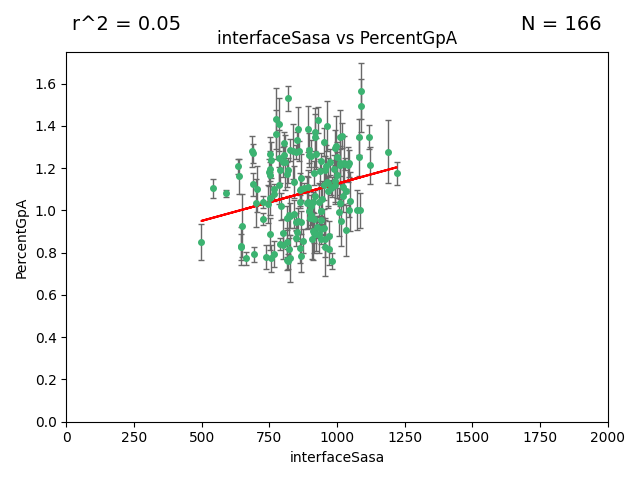 r^2 = 0.05
N = 166
interfaceSasa vs PercentGpA
PercentGpA
1.6
1.4
1.2
1.0
0.8
0.6
0.4
0.2
0.0
0 250 500 750 1000 1250 1500 1750 2000
interfaceSasa